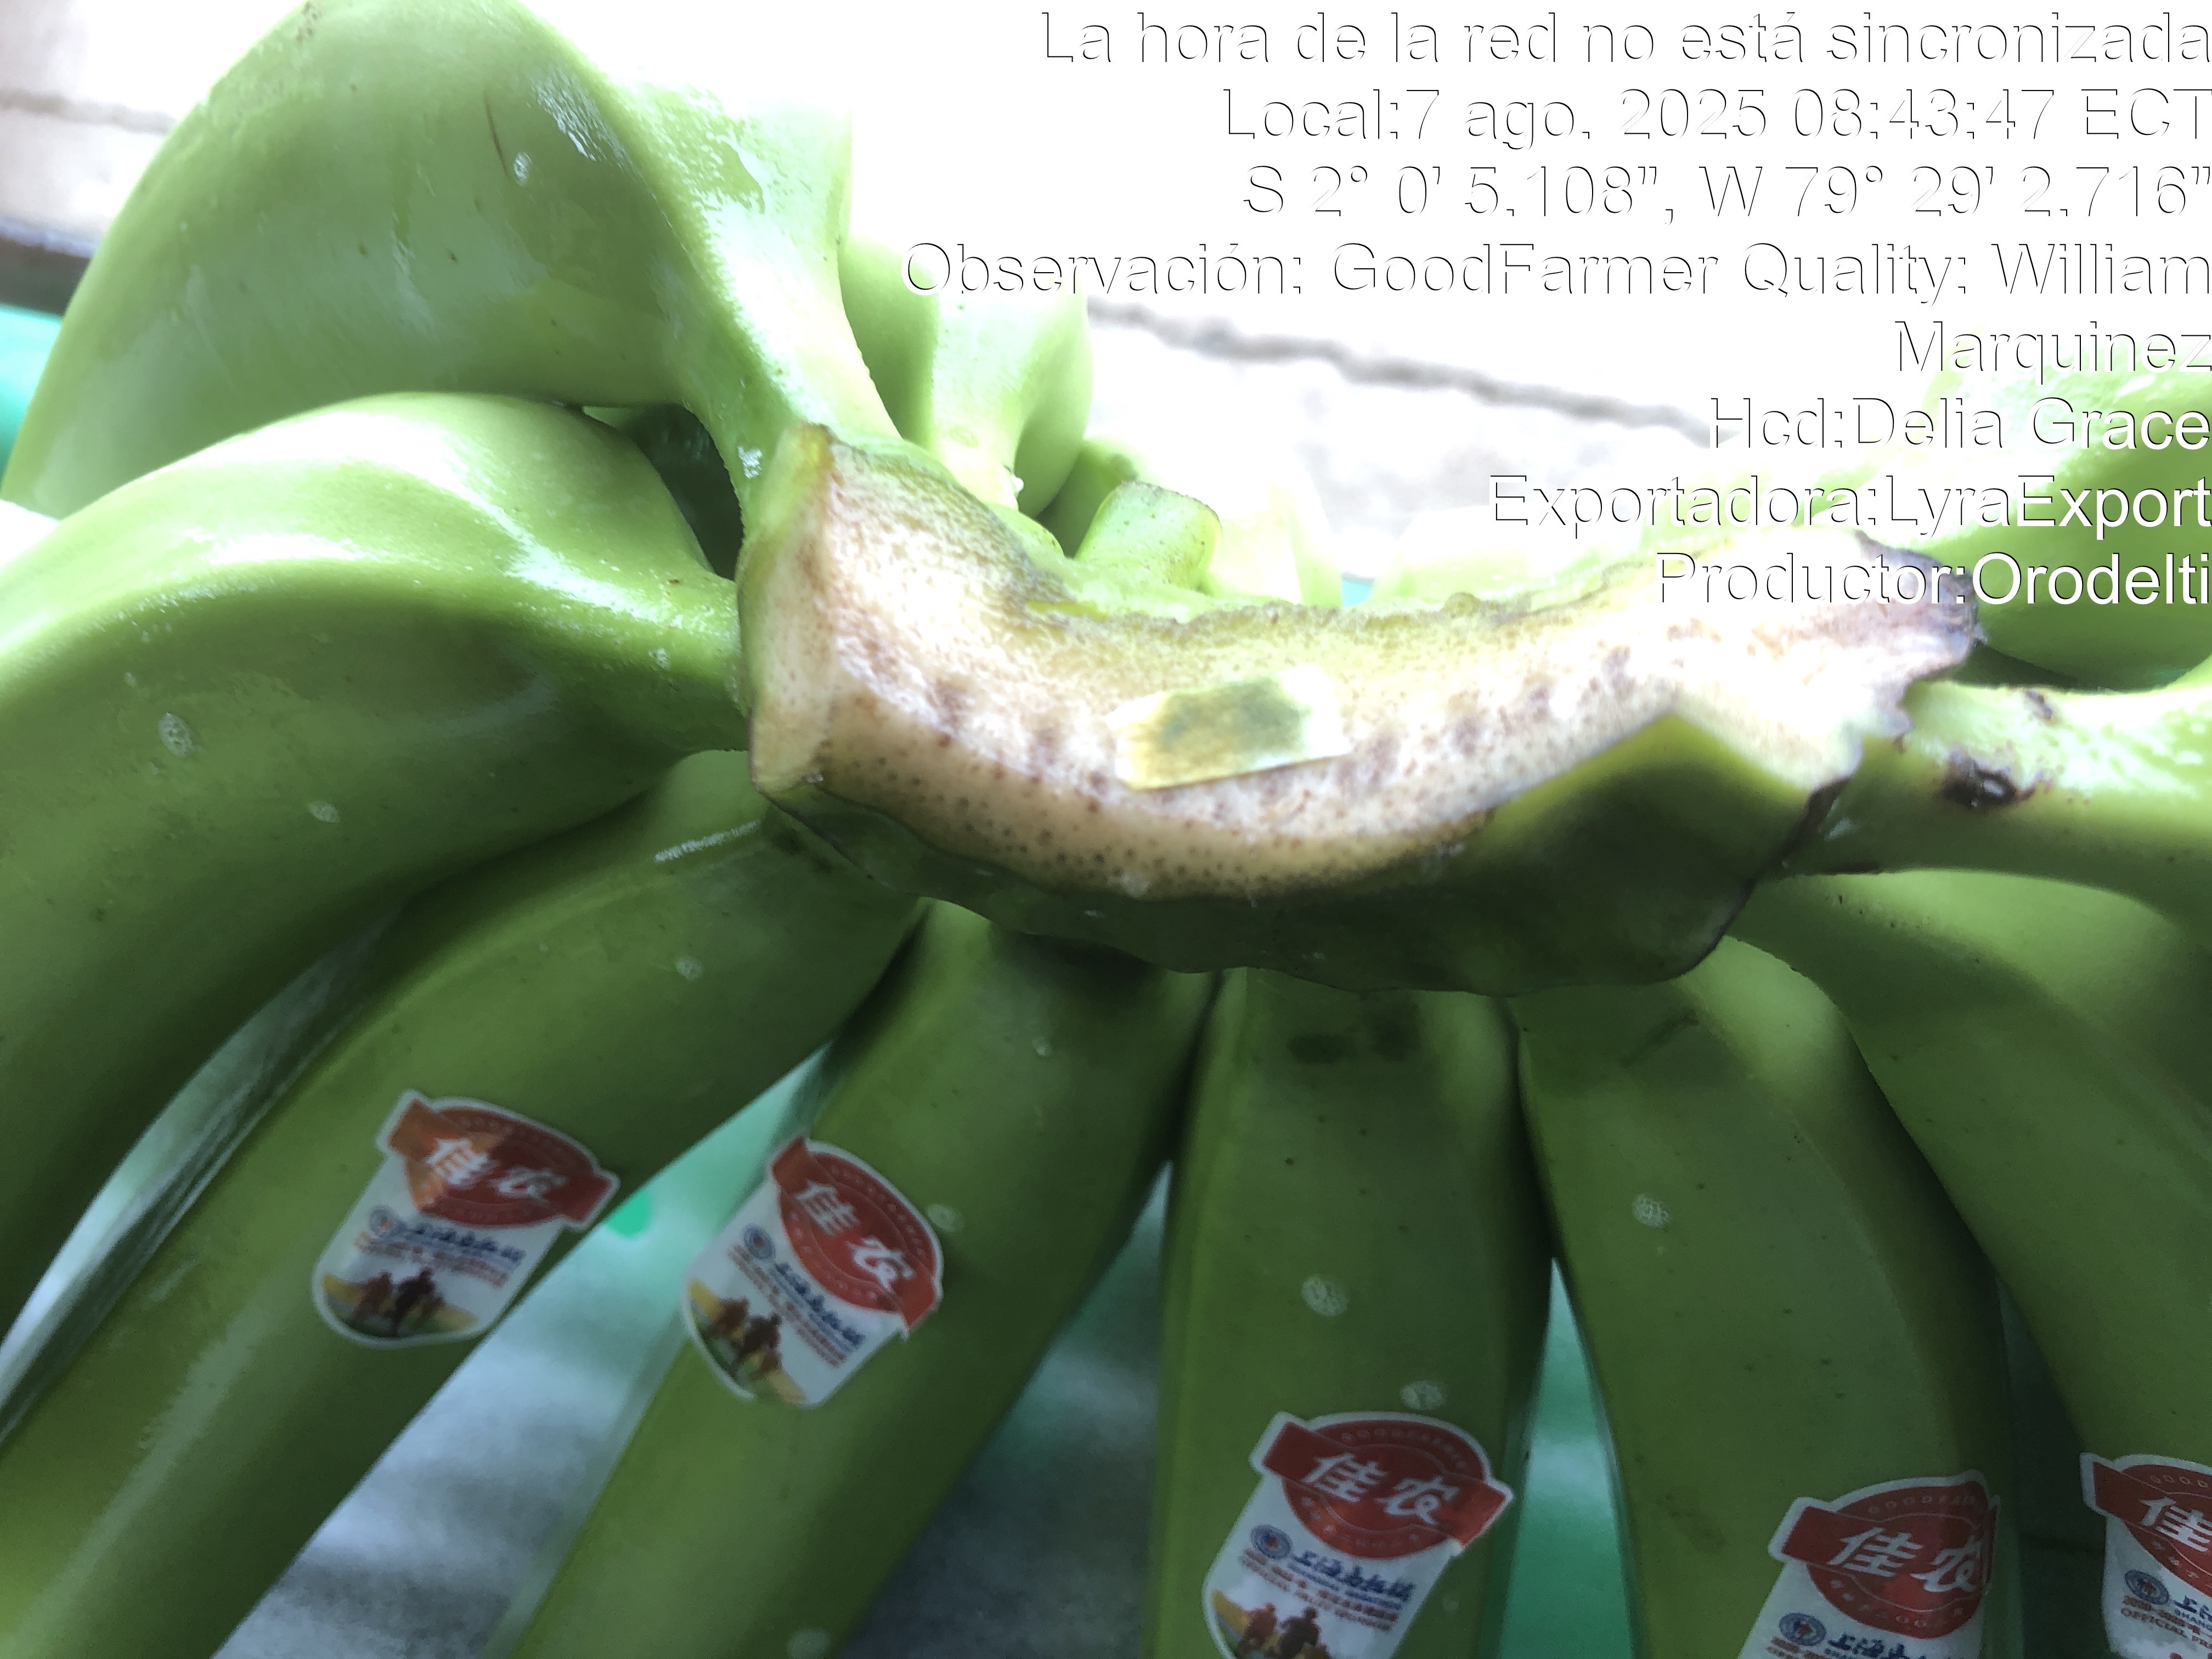 La hora de la red no está sincronizada
Local:7 ago. 2025 08:43:47 ECT
S 2° 0' 5.108", W 79° 29' 2.716"
Observación: GoodFarmer Quality: William
Marquinez
Hcd:Delia Grace
Exportadora:LyraExport
Productor:Orodelti
佳农
佳农
佳农
佳农
佳